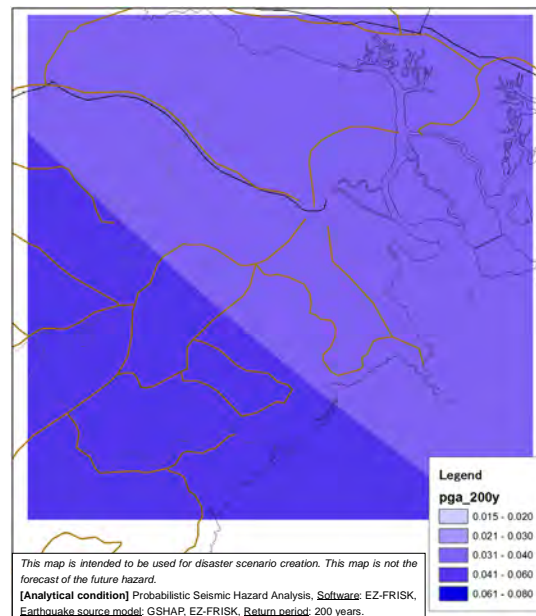 Legend
pga_200y
0.015 - 0.020
0.021 - 0.030
0.031 - 0.040
0.041 - 0.060
0.061 - 0.080
This map is intended to be used for disaster scenario creation. This map is not the
forecast of the future hazard.
[Analytical condition] Probabilistic Seismic Hazard Analysis, Software: EZ-FRISK,
Earthquake source model: GSHAP, EZ-FRISK, Return period: 200 years.